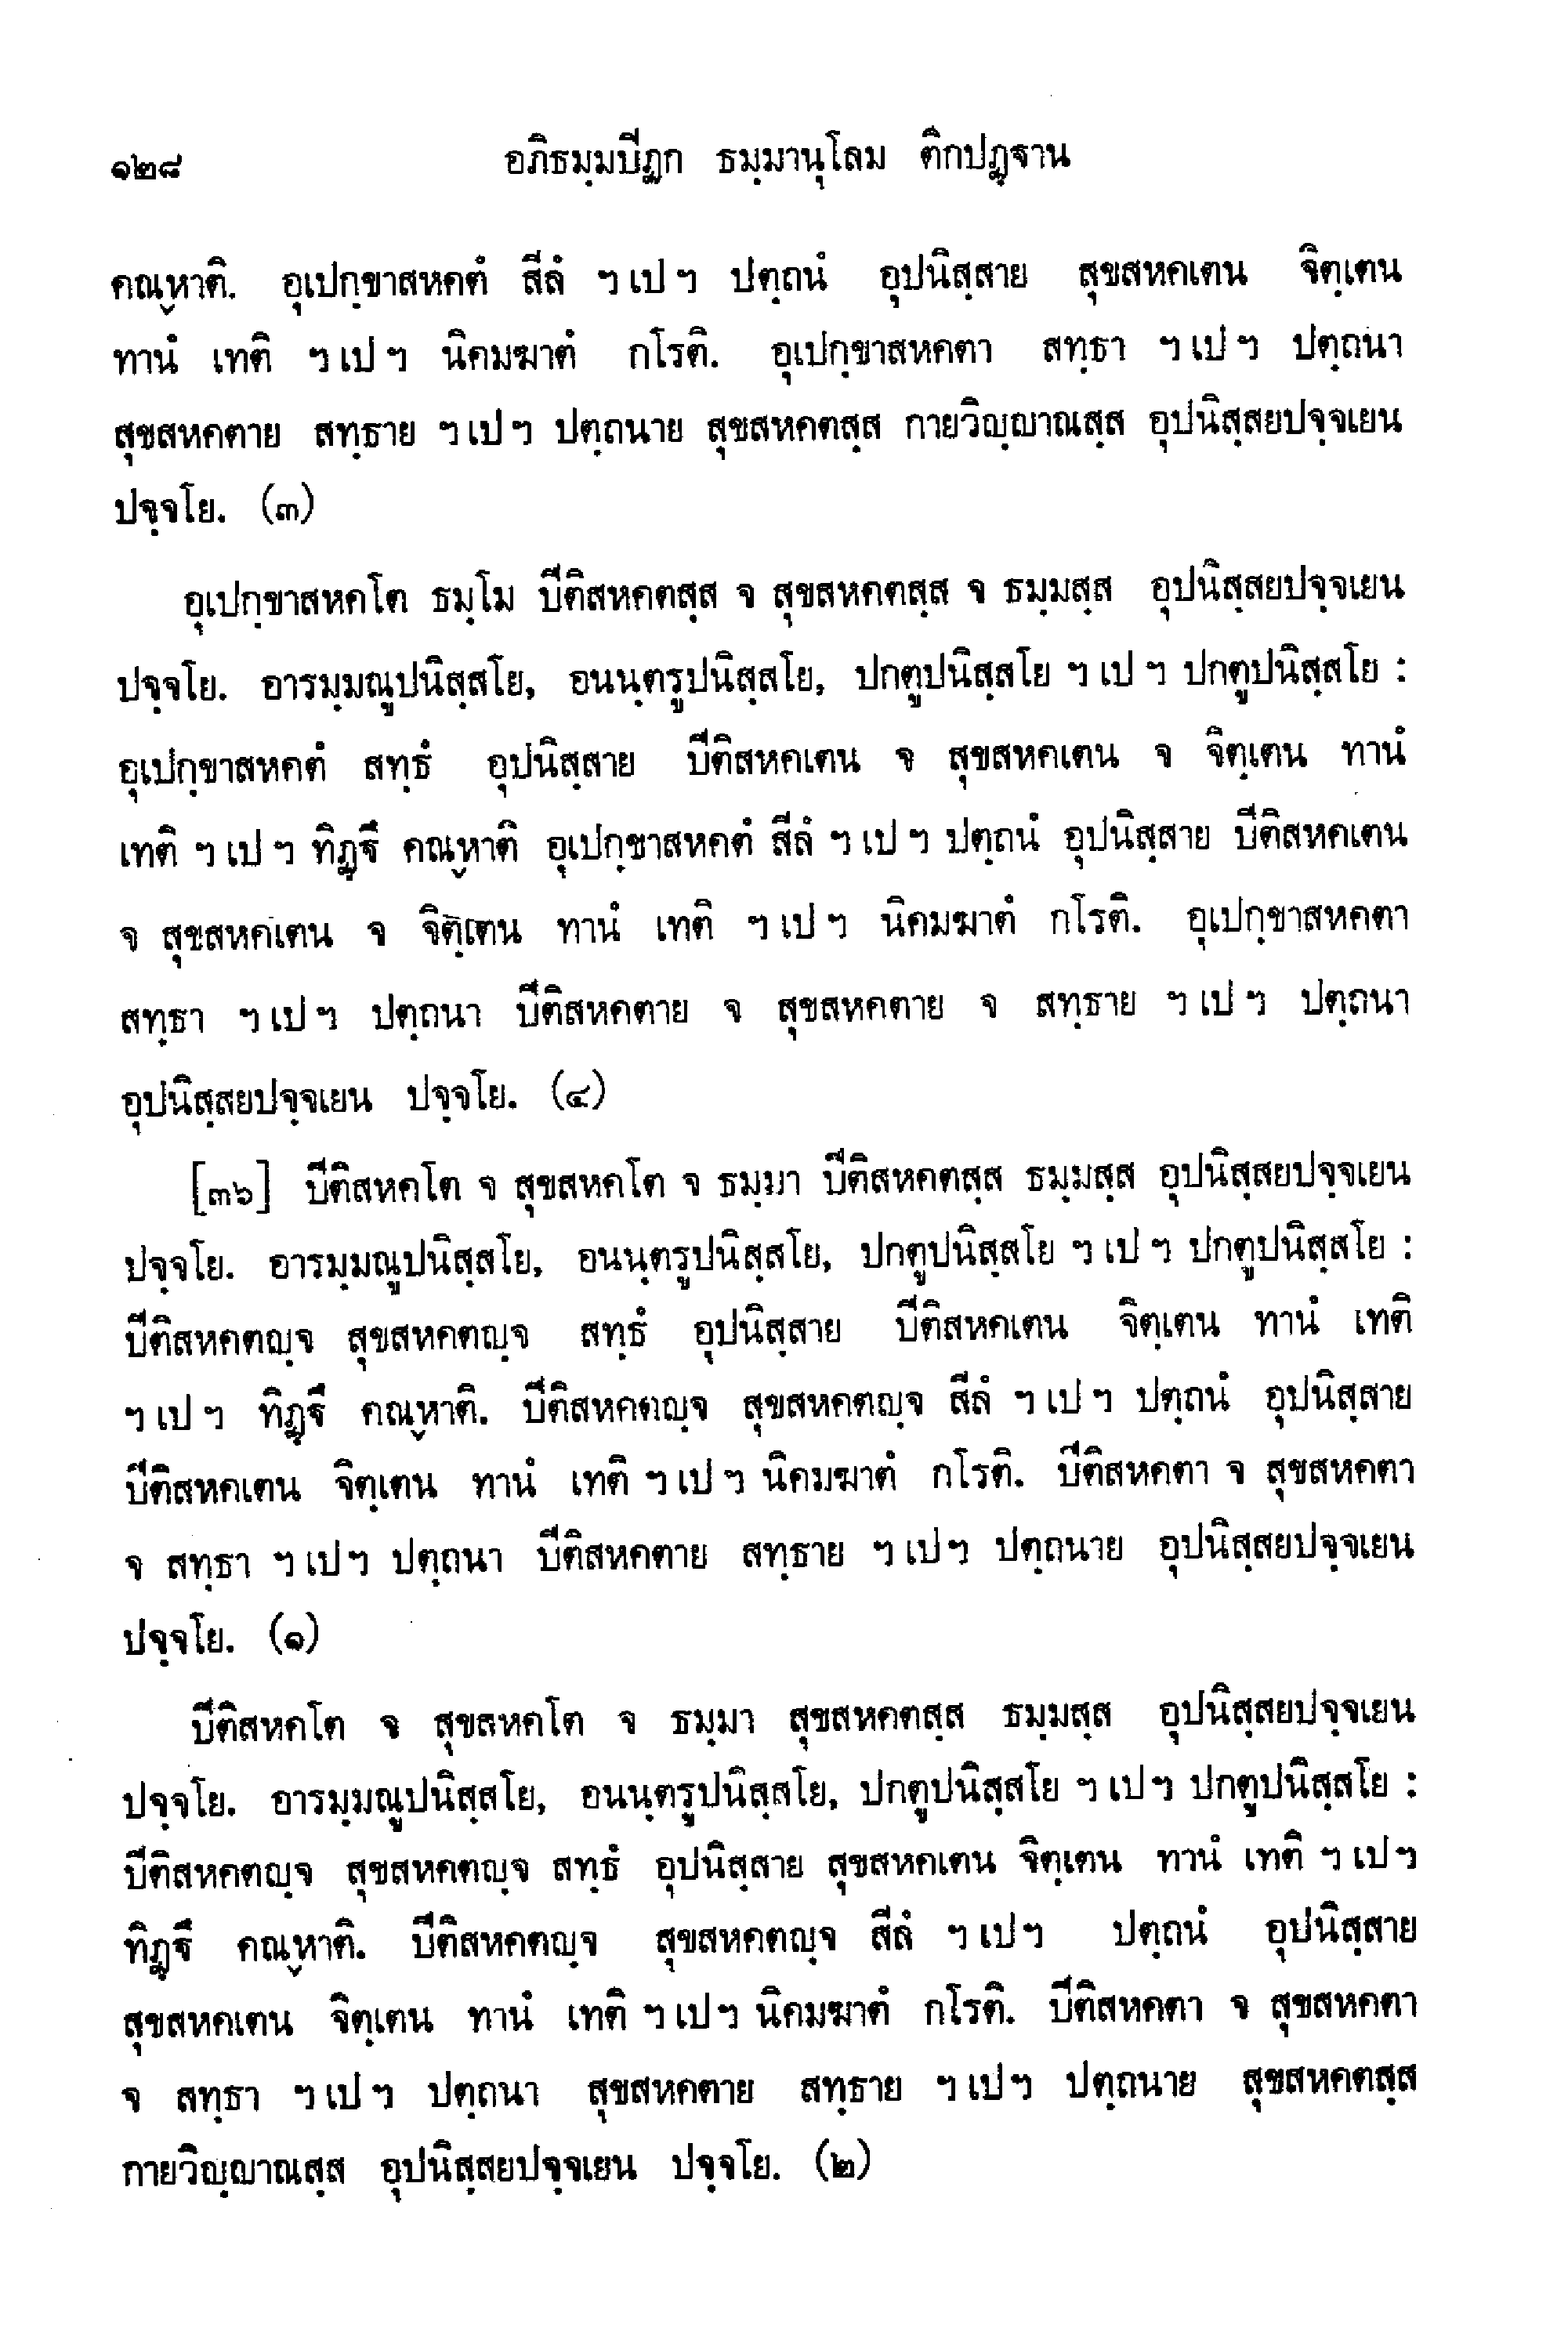 ๑๒๘ อภิธมฺมปิฏก ธมฺมานุโลม ติกปฏฺฐาน
คณฺหาติ. อุเปกฺขาสหคตํ สีลํ ฯ เป ฯ ปตฺถนํ อุปนิสฺสาย สุขสหคเตน จิตฺเตน
ทานํ เทติ ฯ เป ฯ นิคมฆาตํ กโรติ. อุเปกฺขาสหคตา สทฺธา ฯ เป ฯ ปตฺถนา
สุขสหคตาย สทฺธาย ฯ เป ฯ ปตฺถนาย สุขสหคตสฺส กายวิญฺญาณสฺส อุปนิสฺสยปจฺจเยน
ปจฺจโย. (๓)
อุเปกฺขาสหคโต ธมฺโม ปีติสหคตสฺส จ สุขสหคตสฺส จ ธมฺมสฺส อุปนิสฺสยปจฺจเยน
ปจฺจโย. อารมฺมณูปนิสฺสโย, อนนฺตรูปนิสฺสโย, ปกตูปนิสฺสโย ฯ เป ฯ ปกตูปนิสฺสโย :
อุเปกฺขาสหคตํ สทฺธํ อุปนิสฺสาย ปีติสหคเตน จ สุขสหคเตน จ จิตฺเตน ทานํ
เทติ ฯ เป ฯ ทิฏฺฐึ คณฺหาติ อุเปกฺขาสหคตํ สีลํ ฯ เป ฯ ปตฺถนํ อุปนิสฺสาย ปีติสหคเตน
จ สุขสหคเตน จ จิตฺเตน ทานํ เทติ ฯ เป ฯ นิคมฆาตํ กโรติ. อุเปกฺขาสหคตา
สทฺธา ฯ เป ฯ ปตฺถนา ปีติสหคตาย จ สุขสหคตาย จ สทฺธาย ฯ เป ฯ ปตฺถนา
อุปนิสฺสยปจฺจเยน ปจฺจโย. (๔)
[๓๖] ปีติสหคโต จ สุขสหคโต จ ธมฺมา ปีติสหคตสฺส ธมฺมสฺส อุปนิสฺสยปจฺจเยน
ปจฺจโย. อารมฺมณูปนิสฺสโย, อนนฺตรูปนิสฺสโย, ปกตูปนิสฺสโย ฯ เป ฯ ปกตูปนิสฺสโย :
ปีติสหคตญฺจ สุขสหคตญฺจ สทฺธํ อุปนิสฺสาย ปีติสหคเตน จิตฺเตน ทานํ เทติ
ฯ เป ฯ ทิฏฺฐึ คณฺหาติ. ปีติสหคตญฺจ สุขสหคตญฺจ สีลํ ฯ เป ฯ ปตฺถนํ อุปนิสฺสาย
ปีติสหคเตน จิตฺเตน ทานํ เทติ ฯ เป ฯ นิคมฆาตํ กโรติ. ปีติสหคตา จ สุขสหคตา
จ สทฺธา ฯ เป ฯ ปตฺถนา ปีติสหคตาย สทฺธาย ฯ เป ฯ ปตฺถนาย อุปนิสฺสยปจฺจเยน
ปจฺจโย. (๑)
ปีติสหคโต จ สุขสหคโต จ ธมฺมา สุขสหคตสฺส ธมฺมสฺส อุปนิสฺสยปจฺจเยน
ปจฺจโย. อารมฺมณูปนิสฺสโย, อนนฺตรูปนิสฺสโย, ปกตูปนิสฺสโย ฯ เป ฯ ปกตูปนิสฺสโย :
ปีติสหคตญฺจ สุขสหคตญฺจ สทฺธํ อุปนิสฺสาย สุขสหคเตน จิตฺเตน ทานํ เทติ ฯ เป ฯ
ทิฏฺฐึ คณฺหาติ. ปีติสหคตญฺจ สุขสหคตญฺจ สีลํ ฯ เป ฯ ปตฺถนํ อุปนิสฺสาย
สุขสหคเตน จิตฺเตน ทานํ เทติ ฯ เป ฯ นิคมฆาตํ กโรติ. ปีติสหคตา จ สุขสหคตา
จ สทฺธา ฯ เป ฯ ปตฺถนา สุขสหคตาย สทฺธาย ฯ เป ฯ ปตฺถนาย สุขสหคตสฺส
กายวิญฺญาณสฺส อุปนิสฺสยปจฺจเยน ปจฺจโย. (๒)